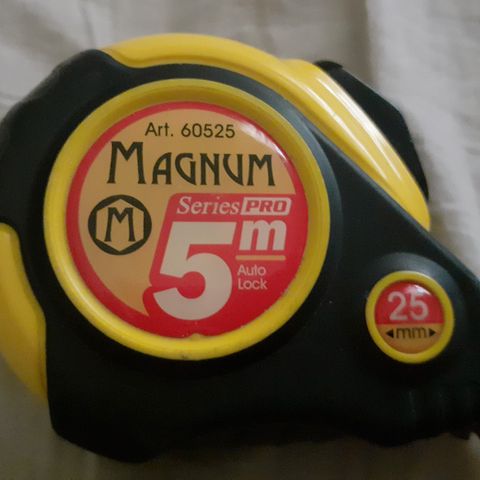 Art. 60525
MAGNUM
M
Series PRO
5m
Auto
Lock
25
mm